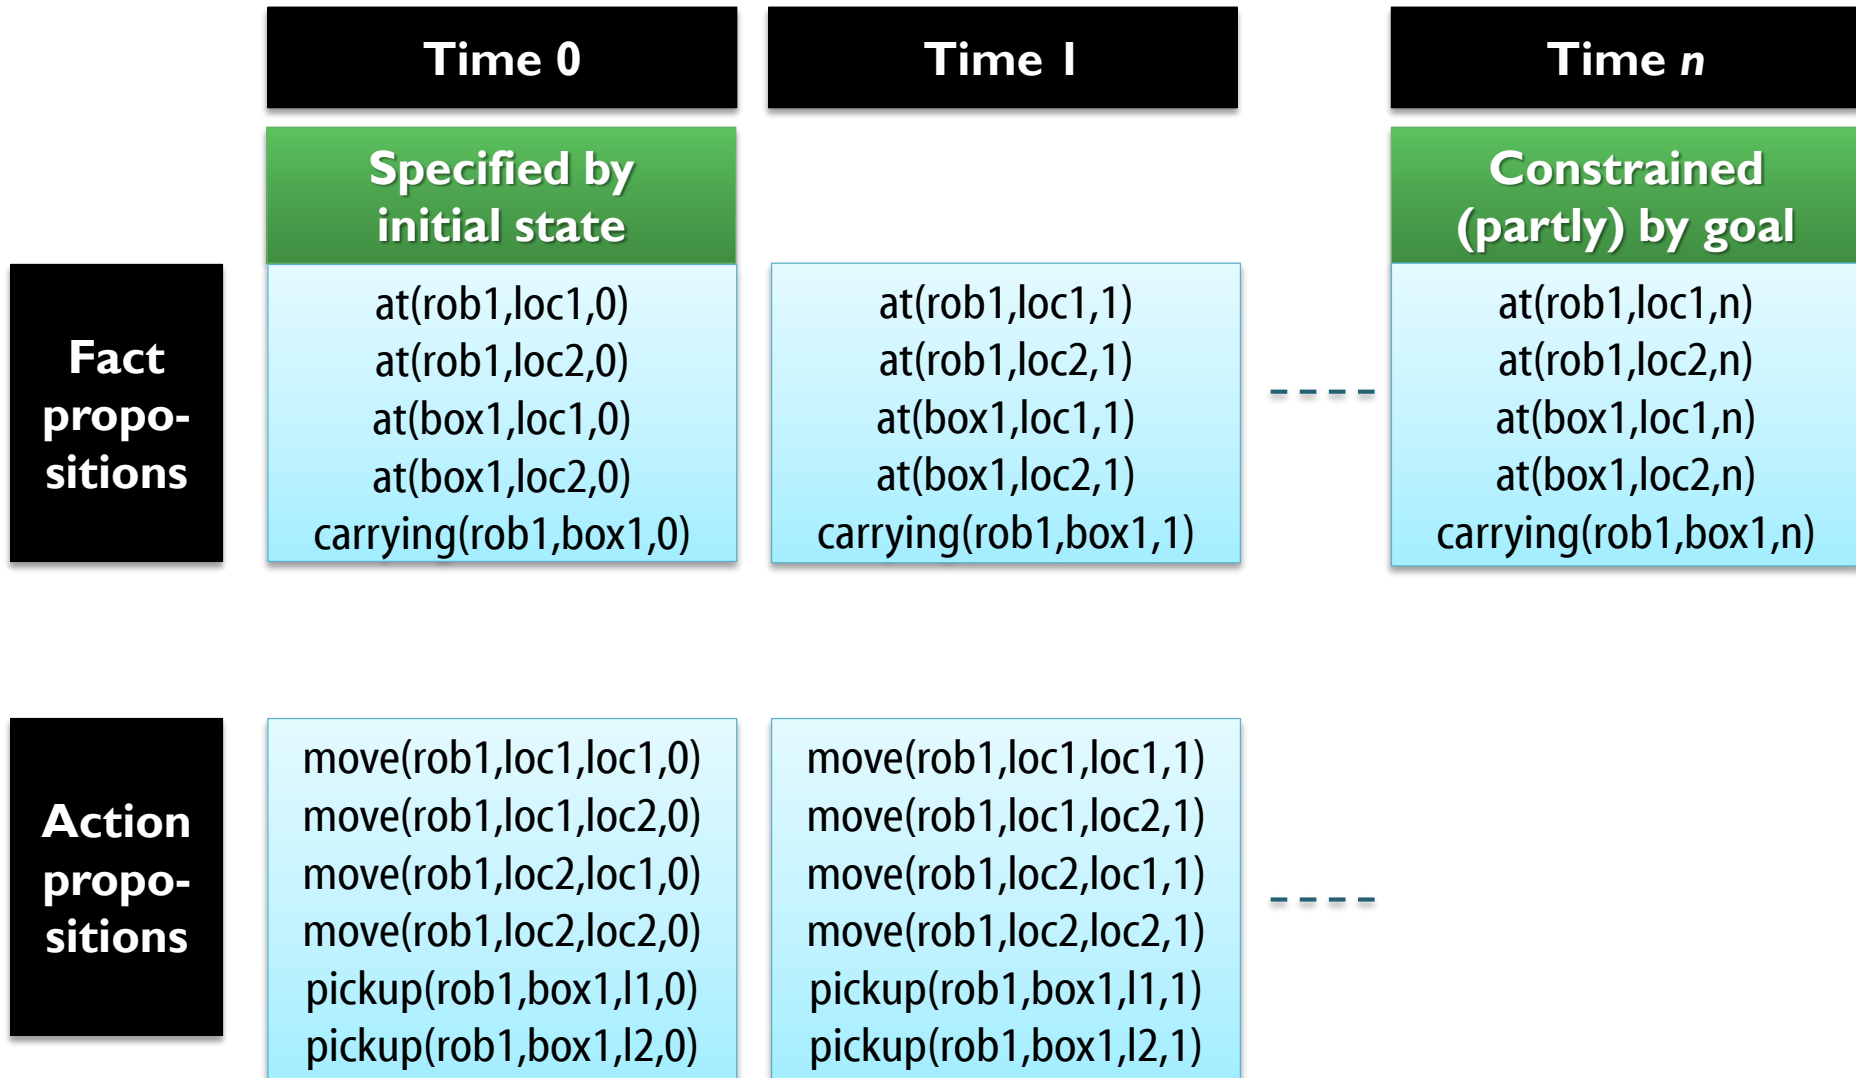 Time 0
Time 1
Time n
Specified by
initial state
Constrained
(partly) by goal
Fact
propo-
sitions
at(rob1,loc1,0)
at(rob1,loc2,0)
at(box1,loc1,0)
at(box1,loc2,0)
carrying(rob1,box1,0)
at(rob1,loc1,1)
at(rob1,loc2,1)
at(box1,loc1,1)
at(box1,loc2,1)
carrying(rob1,box1,1)
at(rob1,loc1,n)
at(rob1,loc2,n)
at(box1,loc1,n)
at(box1,loc2,n)
carrying(rob1,box1,n)
Action
propo-
sitions
move(rob1,loc1,loc1,0)
move(rob1,loc1,loc2,0)
move(rob1,loc2,loc1,0)
move(rob1,loc2,loc2,0)
pickup(rob1,box1,l1,0)
pickup(rob1,box1,l2,0)
move(rob1,loc1,loc1,1)
move(rob1,loc1,loc2,1)
move(rob1,loc2,loc1,1)
move(rob1,loc2,loc2,1)
pickup(rob1,box1,l1,1)
pickup(rob1,box1,l2,1)